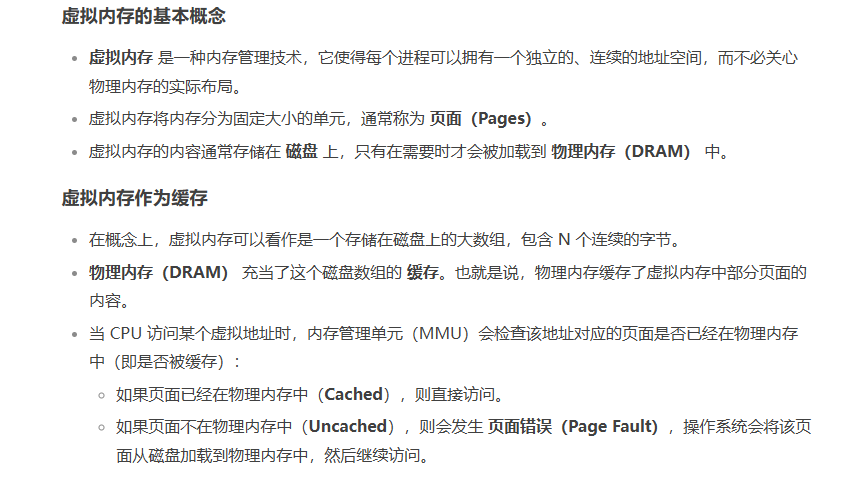 虚拟内存的基本概念
虚拟内存 是一种内存管理技术，它使得每个进程可以拥有一个独立的、连续的地址空间，而不必关心
物理内存的实际布局。
虚拟内存将内存分为固定大小的单元，通常称为 页面（Pages）。
虚拟内存的内容通常存储在 磁盘 上，只有在需要时才会被加载到 物理内存（DRAM） 中。
虚拟内存作为缓存
在概念上，虚拟内存可以看作是一个存储在磁盘上的大数组，包含 N 个连续的字节。
物理内存（DRAM） 充当了这个磁盘数组的 缓存。也就是说，物理内存缓存了虚拟内存中部分页面的
内容。
当 CPU 访问某个虚拟地址时，内存管理单元（MMU）会检查该地址对应的页面是否已经在物理内存
中（即是否被缓存）：
如果页面已经在物理内存中（Cached），则直接访问。
如果页面不在物理内存中（Uncached），则会发生 页面错误（Page Fault），操作系统会将该页
面从磁盘加载到物理内存中，然后继续访问。